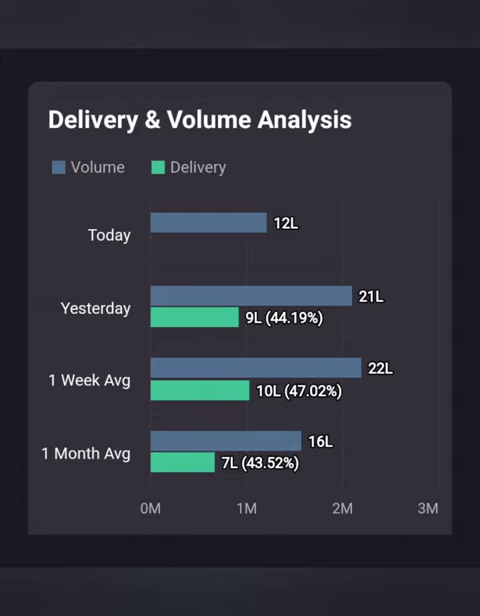 Delivery & Volume Analysis
Volume Delivery
Today 12L
Yesterday 21L
9L (44.19%)
1 Week Avg 22L
10L (47.02%)
1 Month Avg 16L
7L (43.52%)
0M 1M 2M 3M